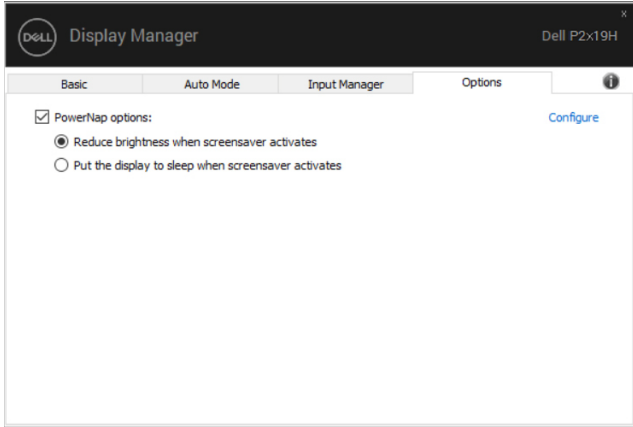 x
DELL Display Manager Dell P2x19H
Basic Auto Mode Input Manager Options
PowerNap options: Configure
Reduce brightness when screensaver activates
Put the display to sleep when screensaver activates